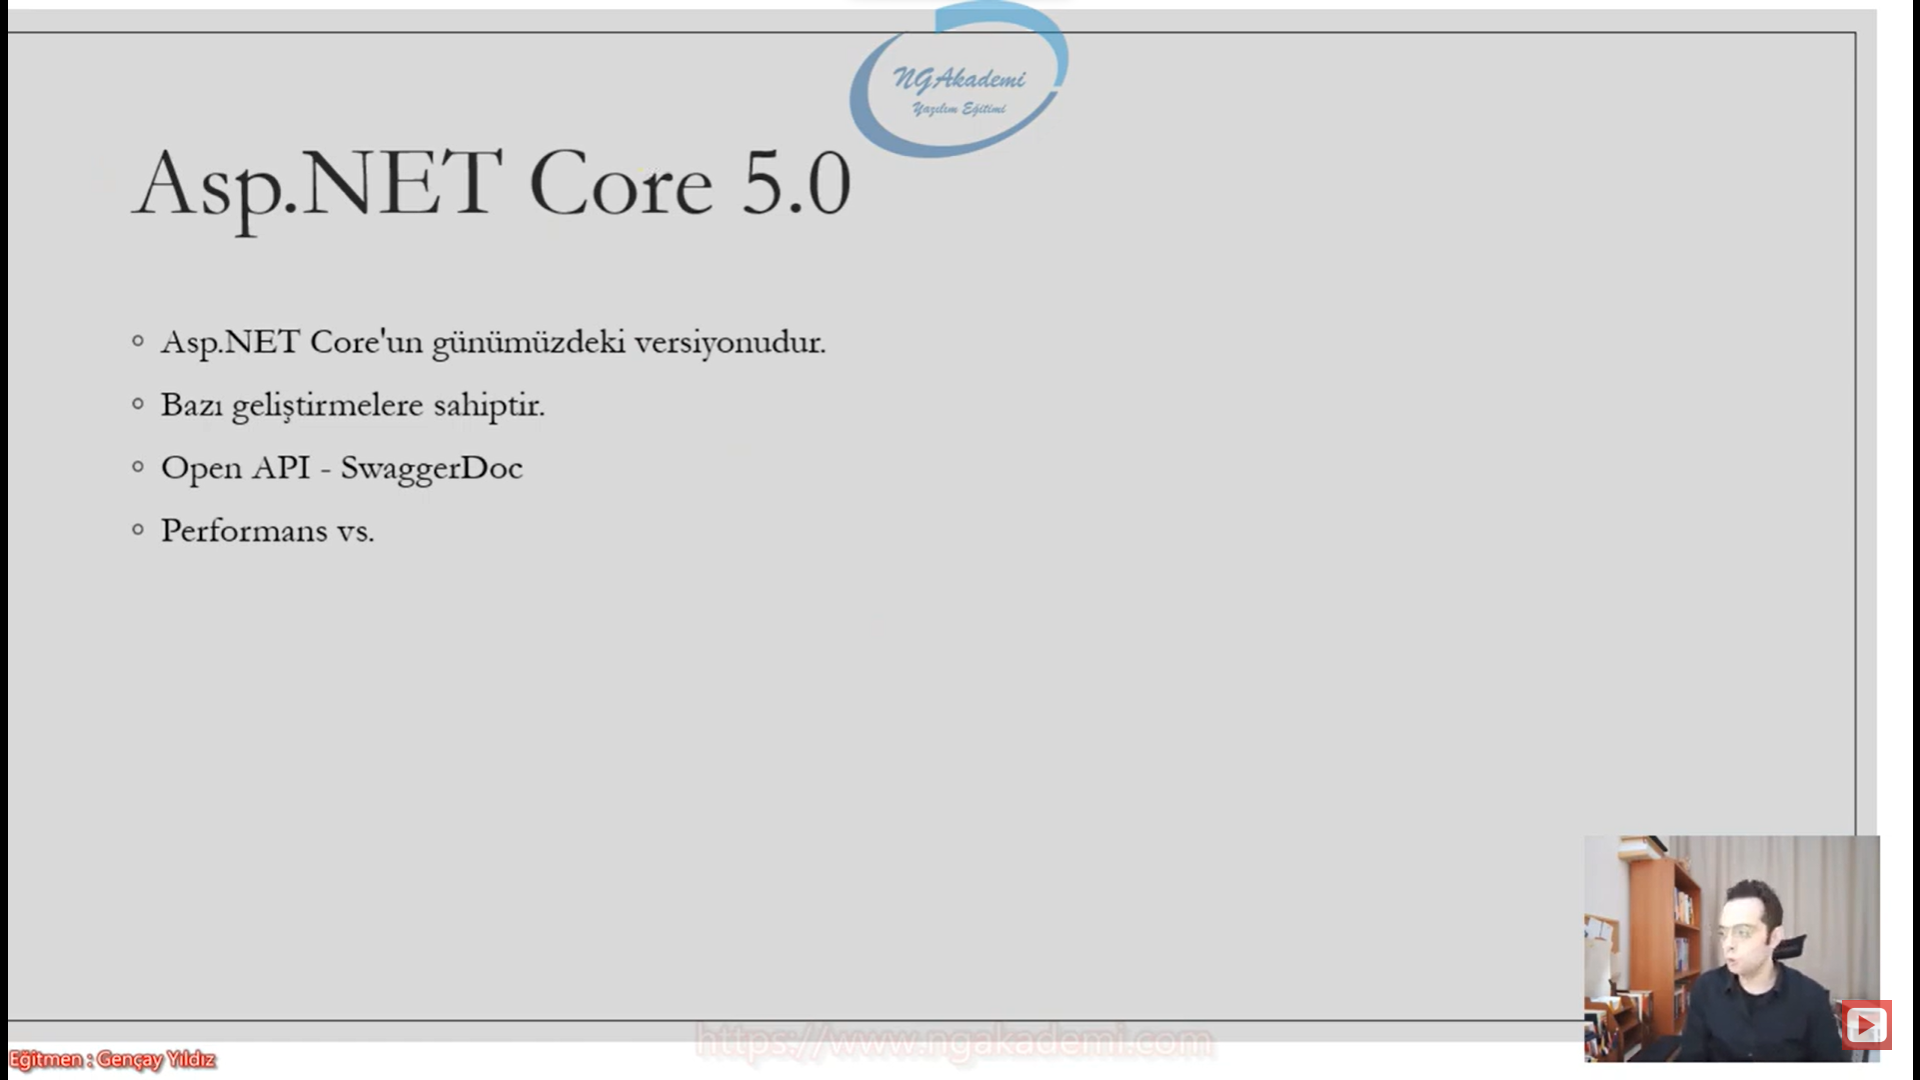 NGAkademi
Yazılım Eğitimi
Asp.NET Core 5.0
Asp.NET Core'un günümüzdeki versiyonudur.
Bazı geliştirmelere sahiptir.
Open API - SwaggerDoc
Performans vs.
https://www.ngakademi.com
Eğitmen : Gençay Yıldız